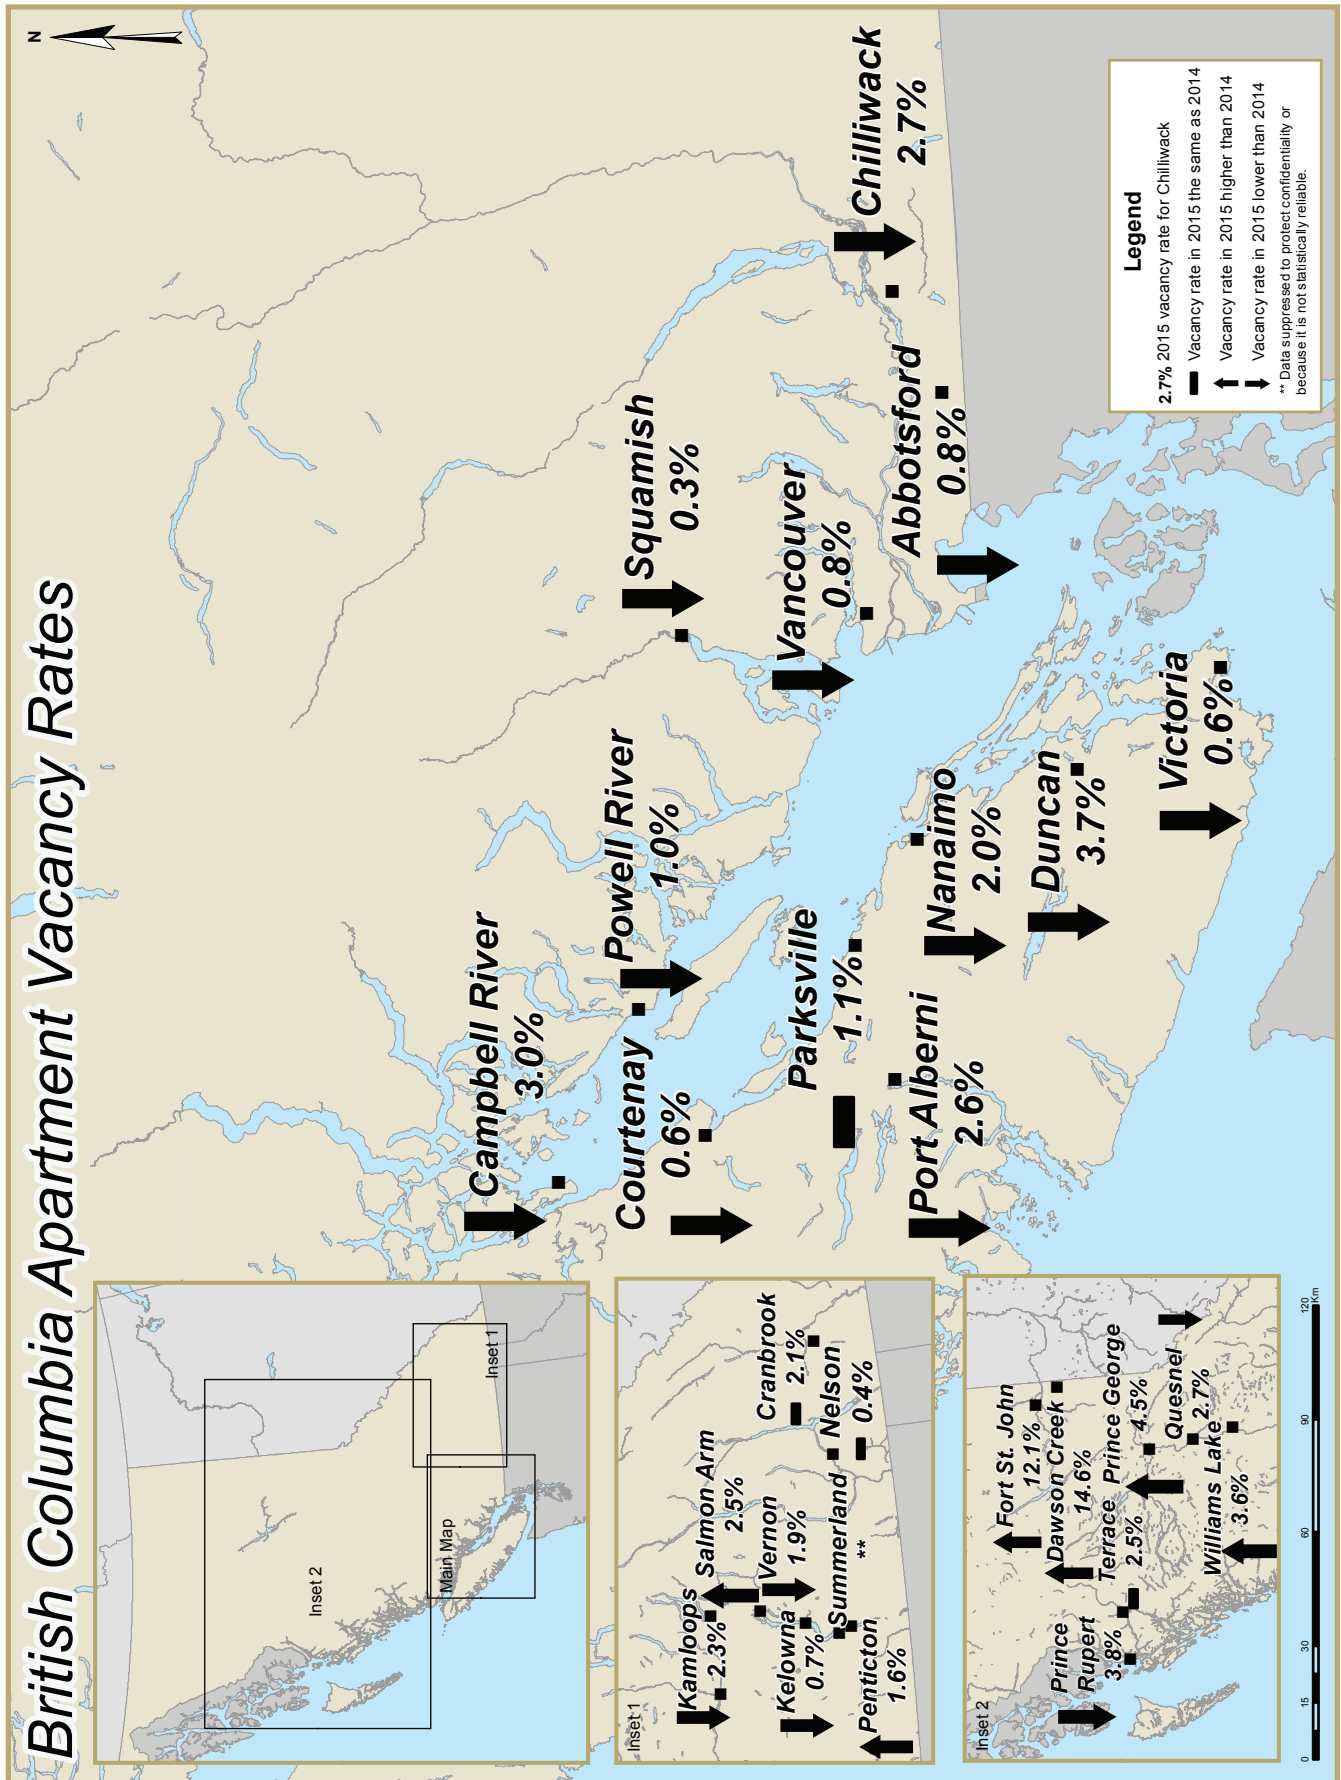 British Columbia Apartment Vacancy Rates
N
Inset 2
Main Map
Inset 1
Campbell River
3.0%
Powell River
1.0%
Squamish
0.3%
Courtenay
0.6%
Vancouver
0.8%
Chilliwack
2.7%
Parksville
1.1%
Abbotsford
0.8%
Port Alberni
2.6%
Nanaimo
2.0%
Duncan
3.7%
Victoria
0.6%
Inset 1
Kamloops
2.3%
Salmon Arm
2.5%
Vernon
1.9%
Cranbrook
2.1%
Kelowna
0.7%
Summerland
**
Nelson
0.4%
Penticton
1.6%
Inset 2
Fort St. John
12.1%
Dawson Creek
14.6%
Prince
Rupert
3.8%
Terrace
2.5%
Prince George
4.5%
Quesnel
2.7%
Williams Lake
3.6%
0 15 30 60 90 120
Km
Legend
2.7% 2015 vacancy rate for Chilliwack
Vacancy rate in 2015 the same as 2014
Vacancy rate in 2015 higher than 2014
Vacancy rate in 2015 lower than 2014
** Data suppressed to protect confidentiality or
because it is not statistically reliable.